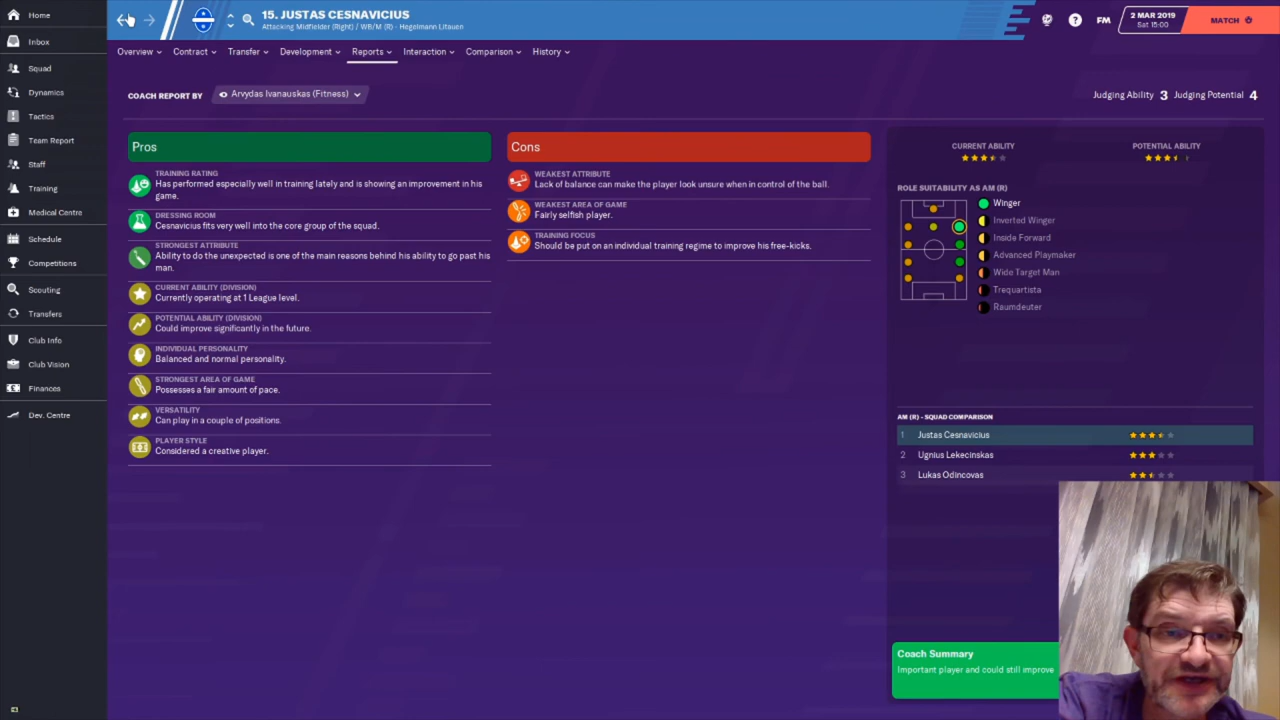 Home
Inbox
Squad
Dynamics
Tactics
Team Report
Staff
Training
Medical Centre
Schedule
Competitions
Scouting
Transfers
Club Info
Club Vision
Finances
Dev. Centre
15. JUSTAS CESNAVICIUS
Attacking Midfielder (Right) / WB/M (R) - Hegelmann Litauen
FM
2 MAR 2019
Sat 15:00
MATCH
Overview
Contract
Transfer
Development
Reports
Interaction
Comparison
History
COACH REPORT BY
Arvydas Ivanauskas (Fitness)
Judging Ability 3 Judging Potential 4
Pros
TRAINING RATING
Has performed especially well in training lately and is showing an improvement in his
game.
DRESSING ROOM
Cesnavicius fits very well into the core group of the squad.
STRONGEST ATTRIBUTE
Ability to do the unexpected is one of the main reasons behind his ability to go past his
man.
CURRENT ABILITY (DIVISION)
Currently operating at 1 League level.
POTENTIAL ABILITY (DIVISION)
Could improve significantly in the future.
INDIVIDUAL PERSONALITY
Balanced and normal personality.
STRONGEST AREA OF GAME
Possesses a fair amount of pace.
VERSATILITY
Can play in a couple of positions.
PLAYER STYLE
Considered a creative player.
Cons
WEAKEST ATTRIBUTE
Lack of balance can make the player look unsure when in control of the ball.
WEAKEST AREA OF GAME
Fairly selfish player.
TRAINING FOCUS
Should be put on an individual training regime to improve his free-kicks.
CURRENT ABILITY
POTENTIAL ABILITY
ROLE SUITABILITY AS AM (R)
Winger
Inverted Winger
Inside Forward
Advanced Playmaker
Wide Target Man
Trequartista
Raumdeuter
AM (R) - SQUAD COMPARISON
1 Justas Cesnavicius
2 Ugnius Lekecinskas
3 Lukas Odincovas
Coach Summary
Important player and could still improve